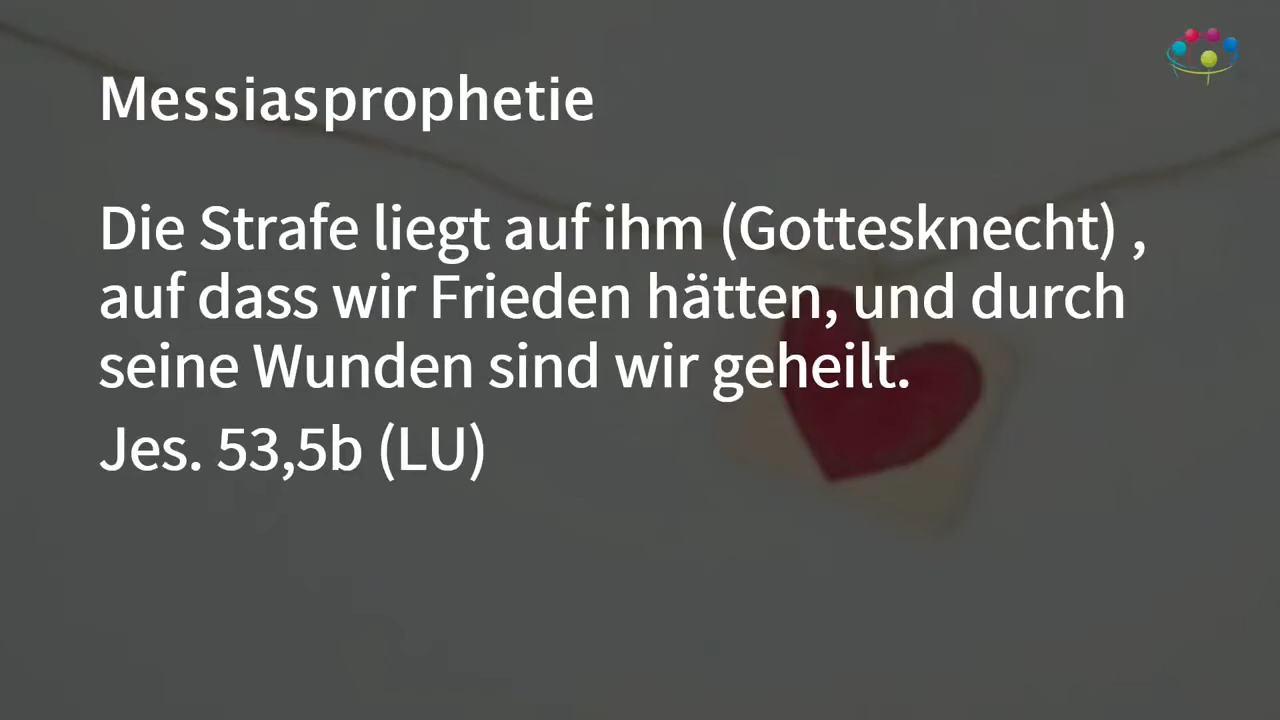 Messiasprophetie
Die Strafe liegt auf ihm (Gottesknecht) ,
auf dass wir Frieden hätten, und durch
seine Wunden sind wir geheilt.
Jes. 53,5b (LU)